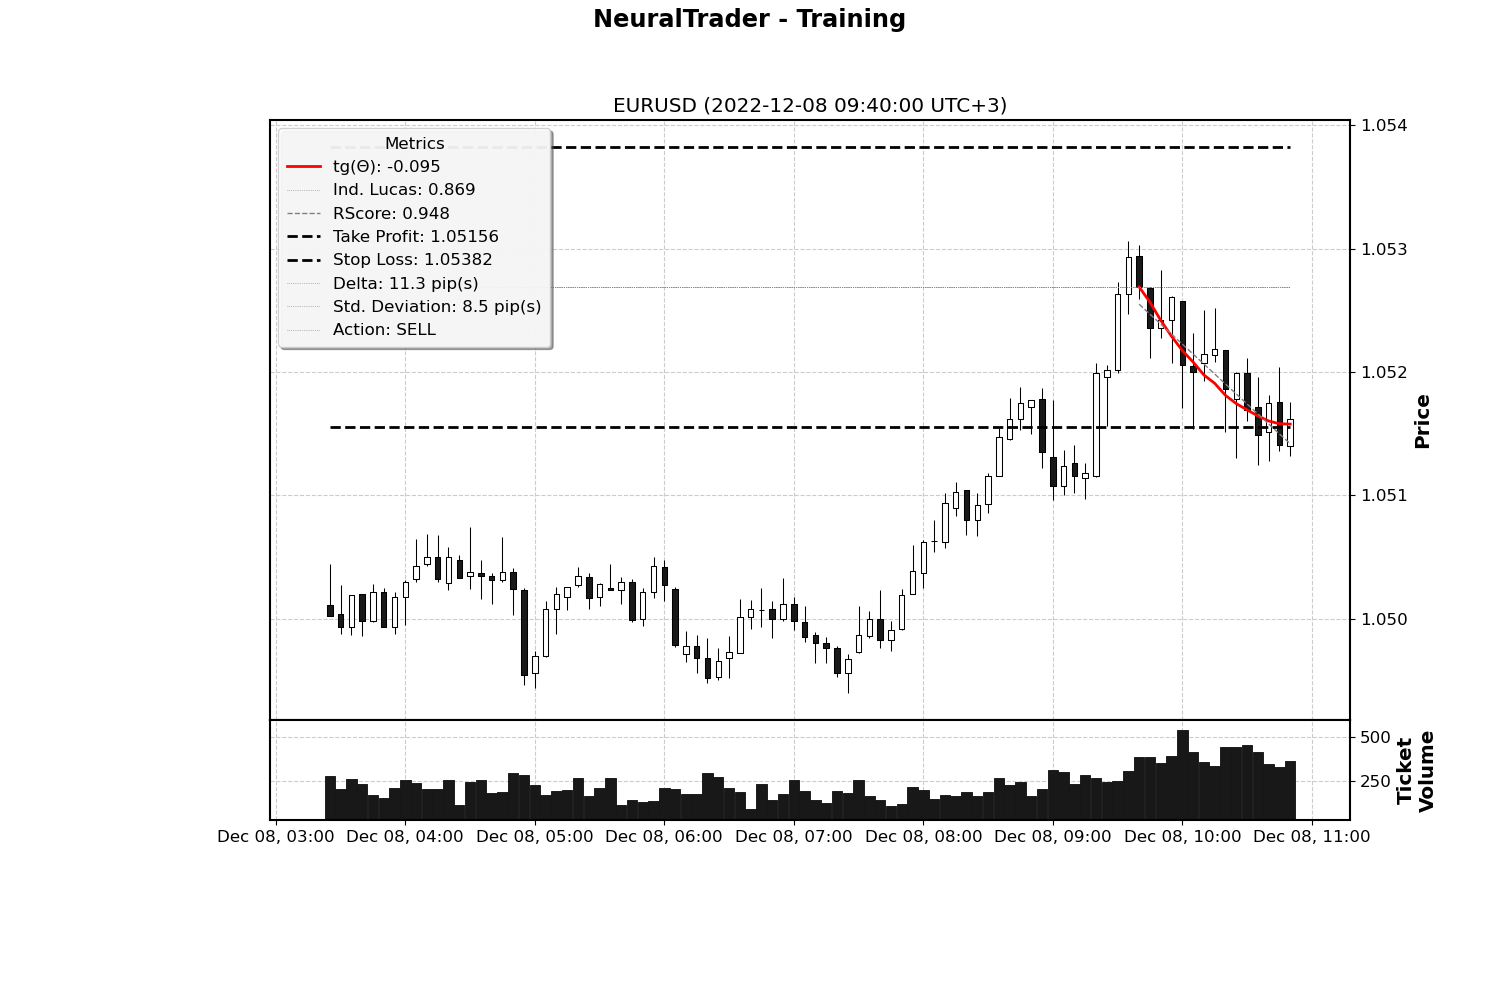 NeuralTrader - Training
EURUSD (2022-12-08 09:40:00 UTC+3)
Metrics
tg(Θ): -0.095
Ind. Lucas: 0.869
RScore: 0.948
Take Profit: 1.05156
Stop Loss: 1.05382
Delta: 11.3 pip(s)
Std. Deviation: 8.5 pip(s)
Action: SELL
1.054
1.053
1.052
1.051
1.050
Price
500
250
Ticket
Volume
Dec 08, 03:00 Dec 08, 04:00 Dec 08, 05:00 Dec 08, 06:00 Dec 08, 07:00 Dec 08, 08:00 Dec 08, 09:00 Dec 08, 10:00 Dec 08, 11:00